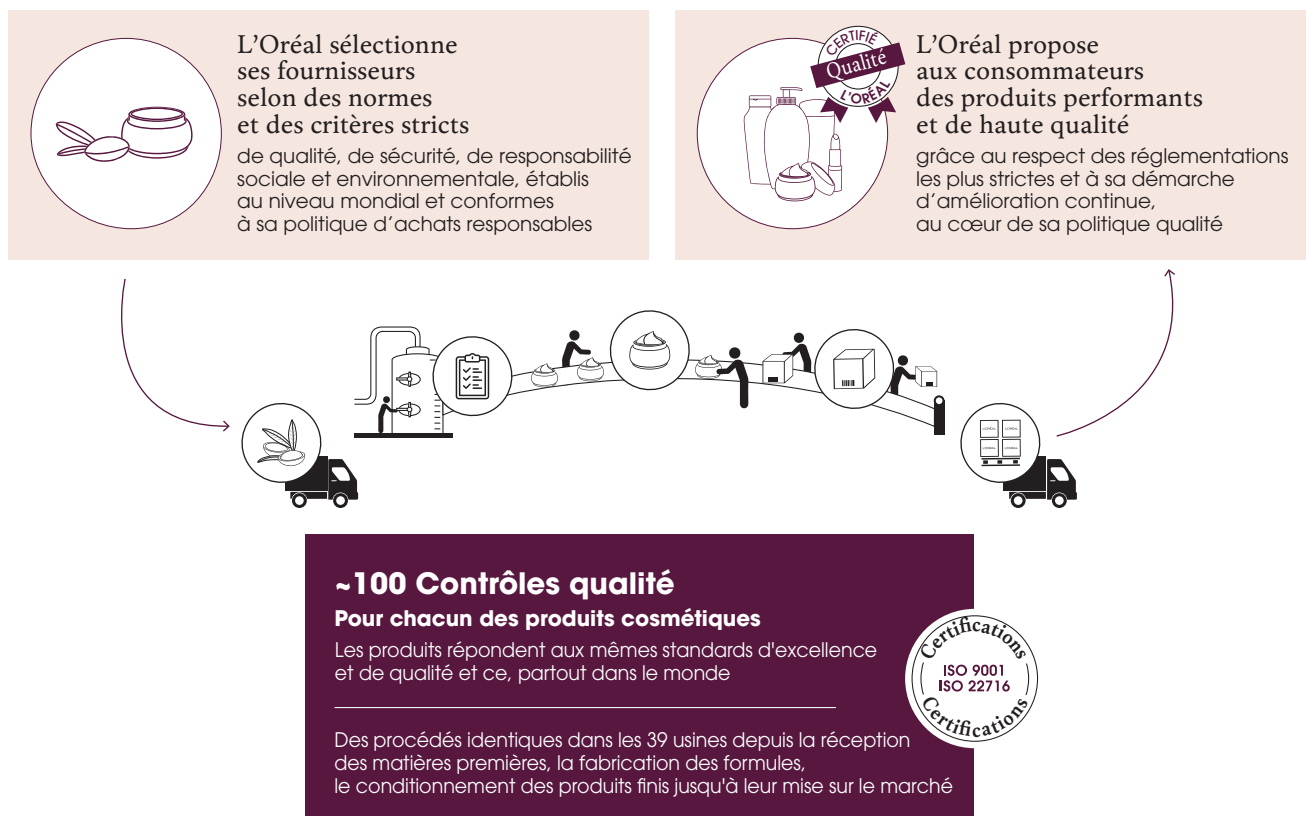 L'Oréal sélectionne
ses fournisseurs
selon des normes
et des critères stricts
de qualité, de sécurité, de responsabilité
sociale et environnementale, établis
au niveau mondial et conformes
à sa politique d'achats responsables
CERTIFIÉ
Qualité
L'ORÉAL
L'Oréal propose
aux consommateurs
des produits performants
et de haute qualité
grâce au respect des réglementations
les plus strictes et à sa démarche
d'amélioration continue,
au cœur de sa politique qualité
L'ORÉAL L'ORÉAL
L'ORÉAL L'ORÉAL
~100 Contrôles qualité
Pour chacun des produits cosmétiques
Les produits répondent aux mêmes standards d'excellence
et de qualité et ce, partout dans le monde
Des procédés identiques dans les 39 usines depuis la réception
des matières premières, la fabrication des formules,
le conditionnement des produits finis jusqu'à leur mise sur le marché
Certifications
ISO 9001
ISO 22716
Certifications